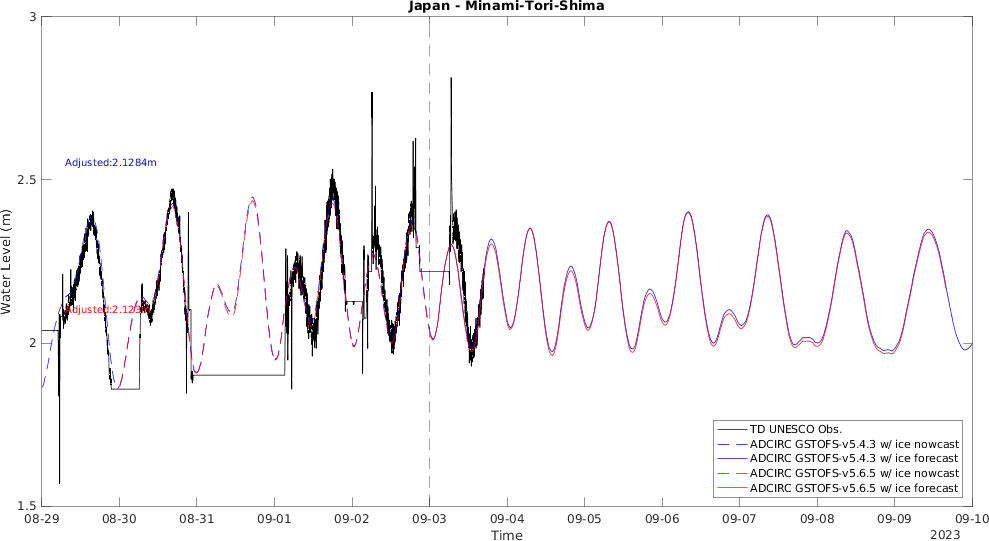 Japan - Minami-Tori-Shima
Water Level (m)
3
2.5
2
1.5
Adjusted:2.1284m
Adjusted:2.123
TD UNESCO Obs.
ADCIRC GSTOFS-v5.4.3 w/ ice nowcast
ADCIRC GSTOFS-v5.4.3 w/ ice forecast
ADCIRC GSTOFS-v5.6.5 w/ ice nowcast
ADCIRC GSTOFS-v5.6.5 w/ ice forecast
08-29 08-30 08-31 09-01 09-02 09-03 09-04 09-05 09-06 09-07 09-08 09-09 09-10
Time
2023